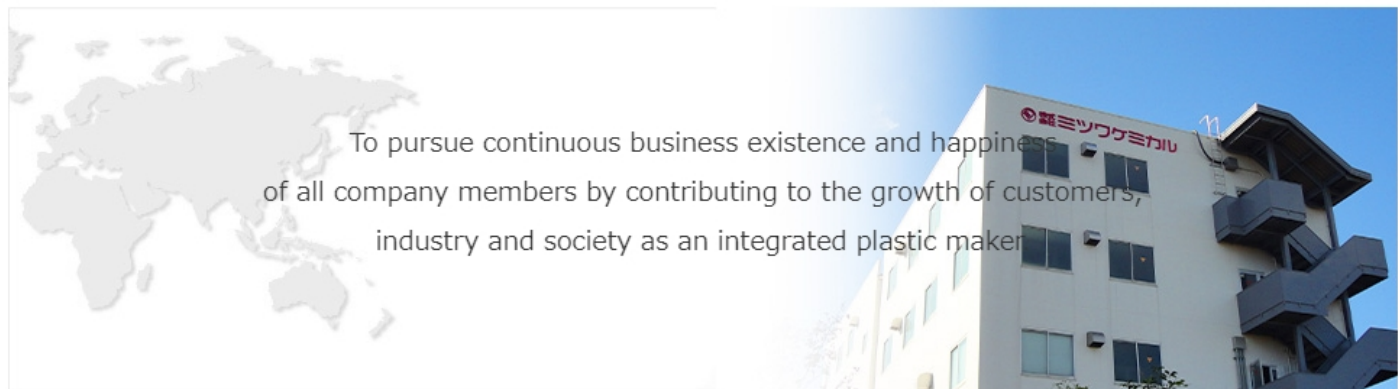 To pursue continuous business existence and happiness
of all company members by contributing to the growth of customers,
industry and society as an integrated plastic maker
ミツワケミカル